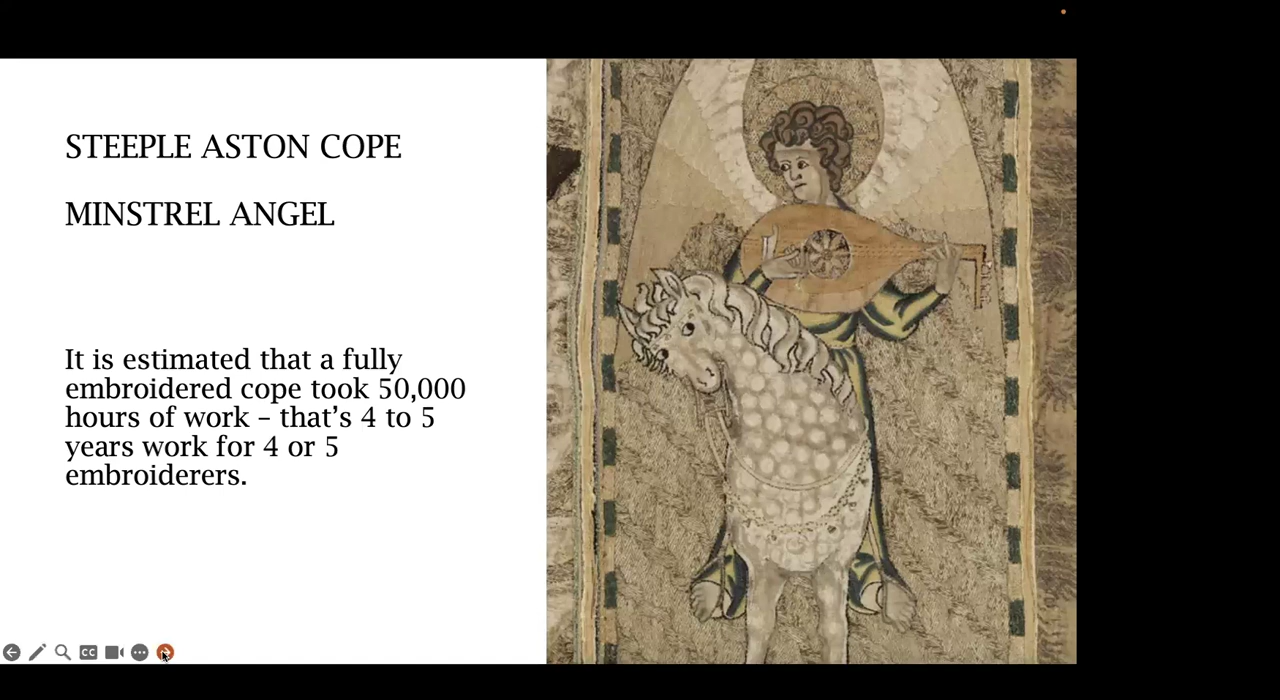 STEEPLE ASTON COPE
MINSTREL ANGEL
It is estimated that a fully
embroidered cope took 50,000
hours of work – that’s 4 to 5
years work for 4 or 5
embroiderers.
CC